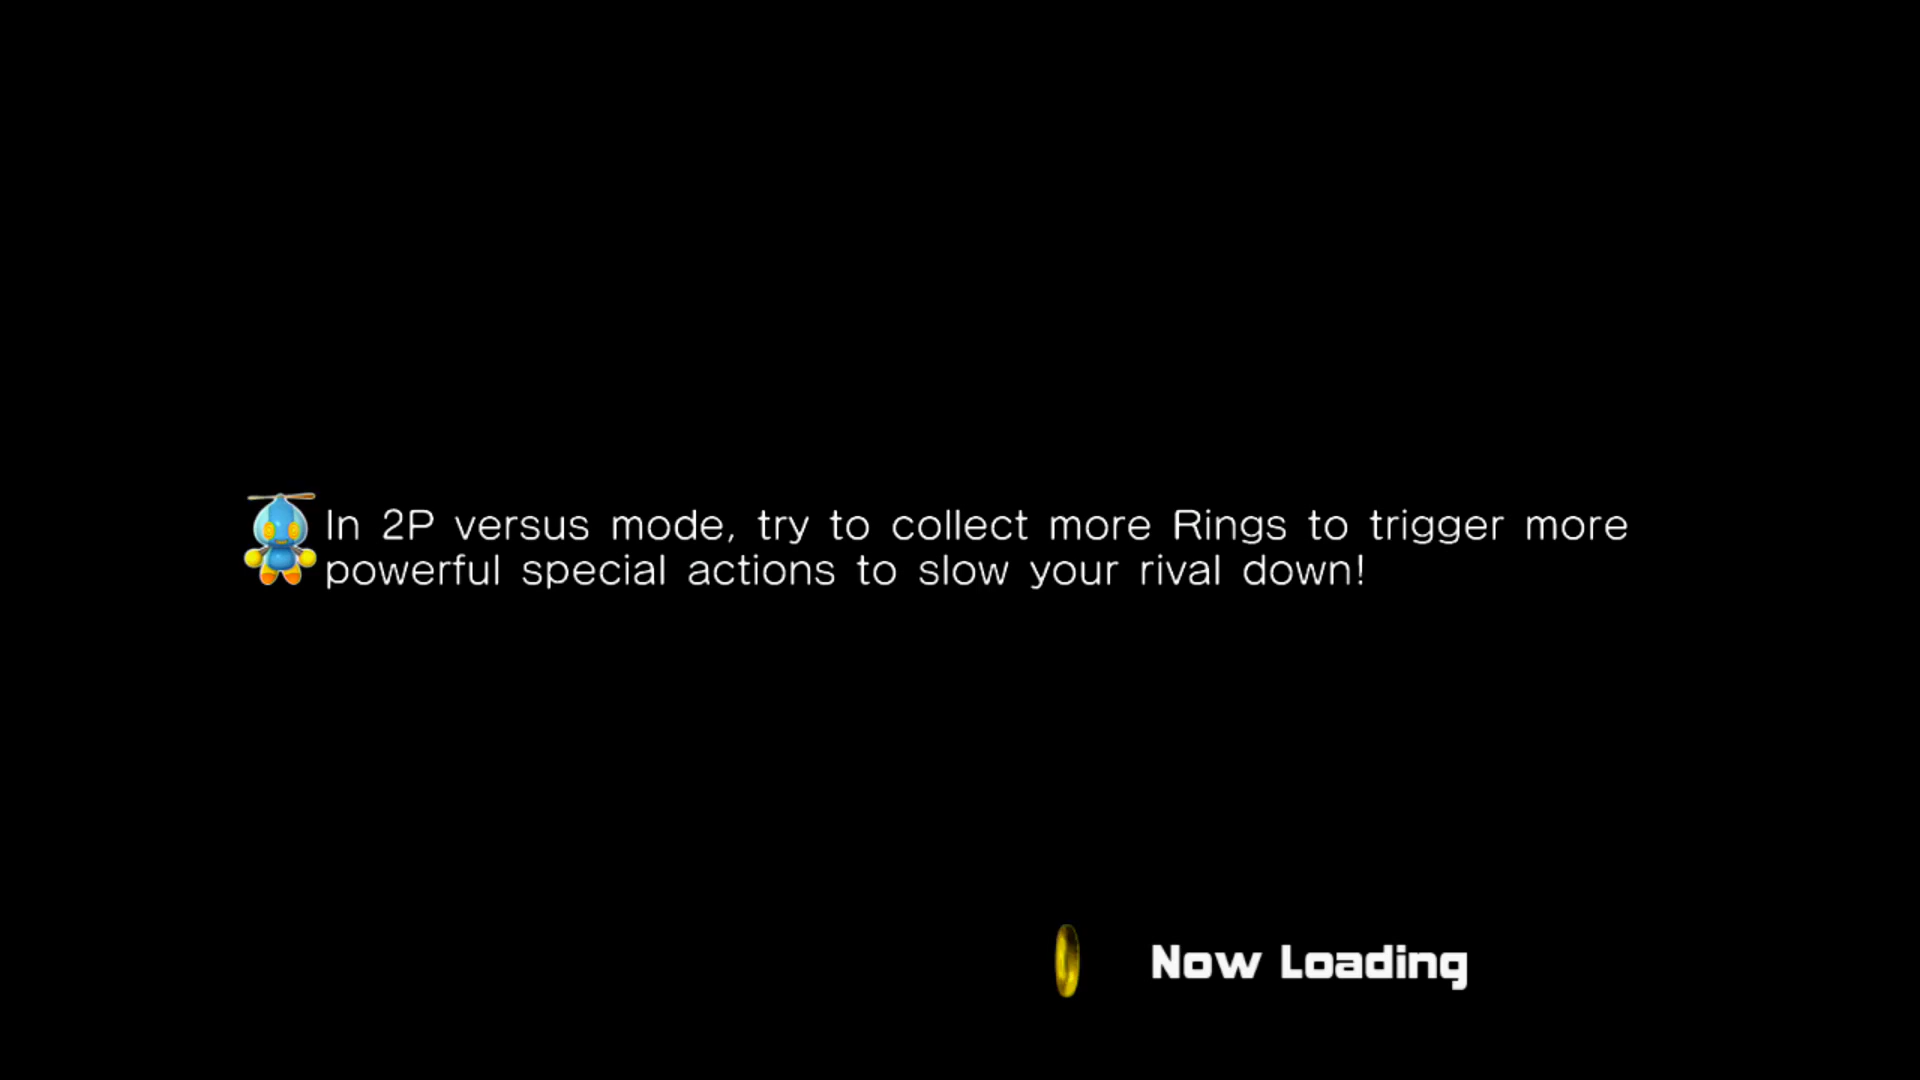 In 2P versus mode, try to collect more Rings to trigger more
powerful special actions to slow your rival down!
Now Loading